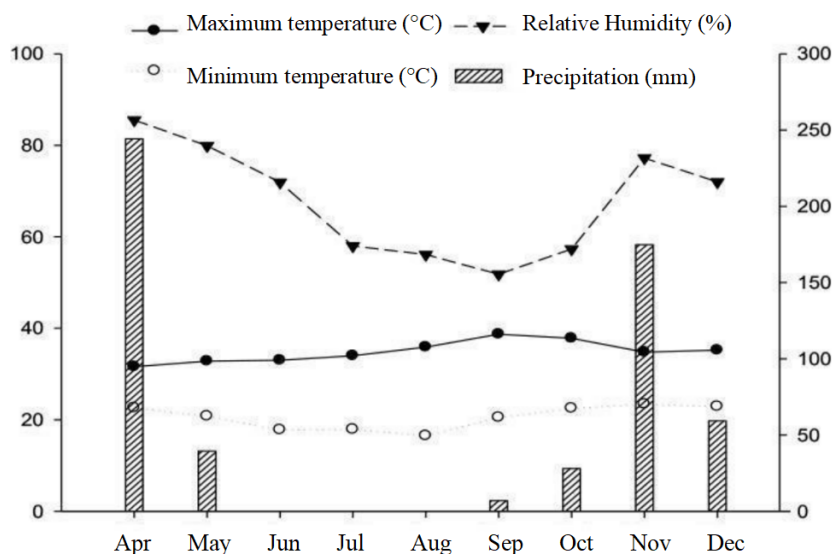 Maximum temperature (°C) Relative Humidity (%)
Minimum temperature (°C) Precipitation (mm)
100 300
80 250
60 200
40 150
20 100
0 50
0
Apr May Jun Jul Aug Sep Oct Nov Dec